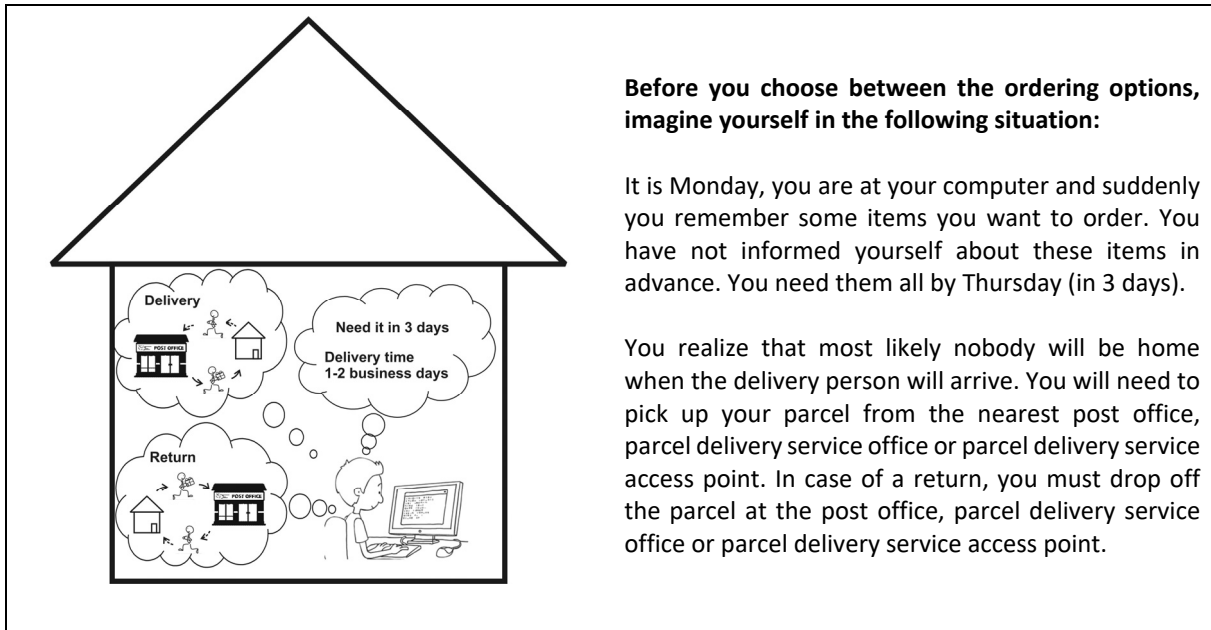 Before you choose between the ordering options,
imagine yourself in the following situation:
It is Monday, you are at your computer and suddenly
you remember some items you want to order. You
have not informed yourself about these items in
advance. You need them all by Thursday (in 3 days).
You realize that most likely nobody will be home
when the delivery person will arrive. You will need to
pick up your parcel from the nearest post office,
parcel delivery service office or parcel delivery service
access point. In case of a return, you must drop off
the parcel at the post office, parcel delivery service
office or parcel delivery service access point.
Delivery
POST OFFICE
Need it in 3 days
Delivery time
1-2 business days
Return
POST OFFICE